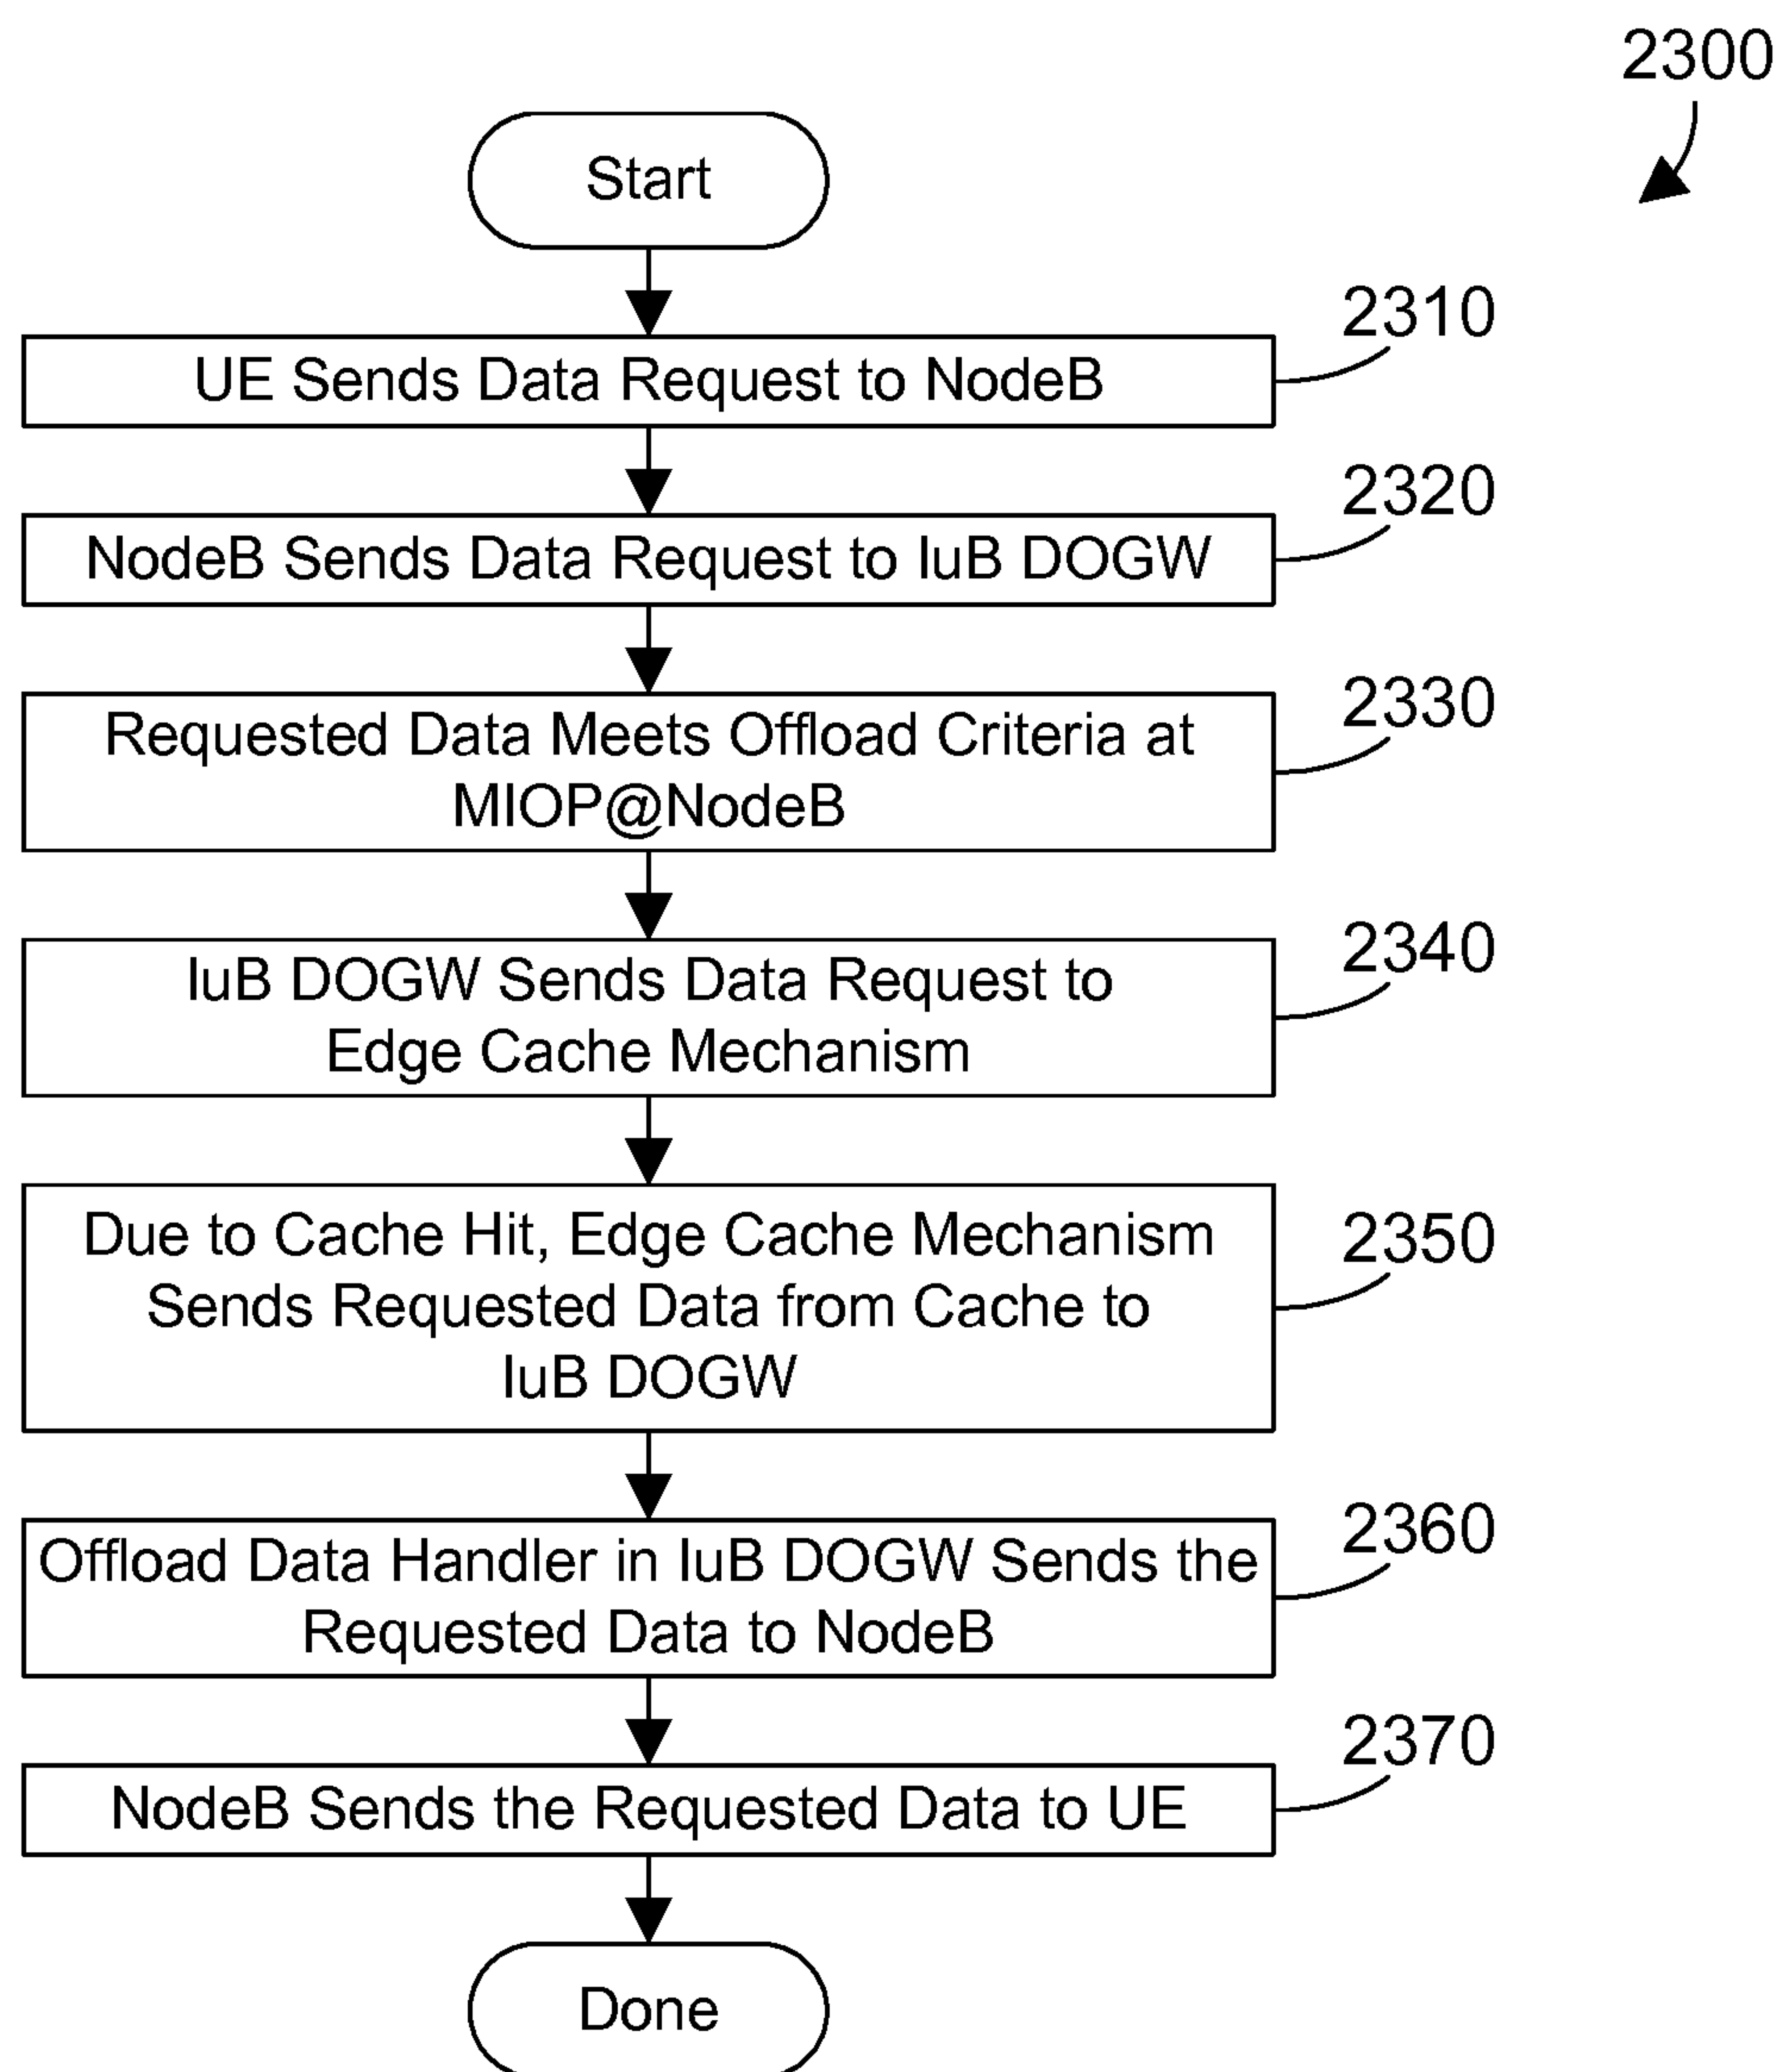 2300
Start
2310
UE Sends Data Request to NodeB
2320
NodeB Sends Data Request to IuB DOGW
2330
Requested Data Meets Offload Criteria at
MIOP@NodeB
2340
IuB DOGW Sends Data Request to
Edge Cache Mechanism
2350
Due to Cache Hit, Edge Cache Mechanism
Sends Requested Data from Cache to
IuB DOGW
2360
Offload Data Handler in IuB DOGW Sends the
Requested Data to NodeB
2370
NodeB Sends the Requested Data to UE
Done